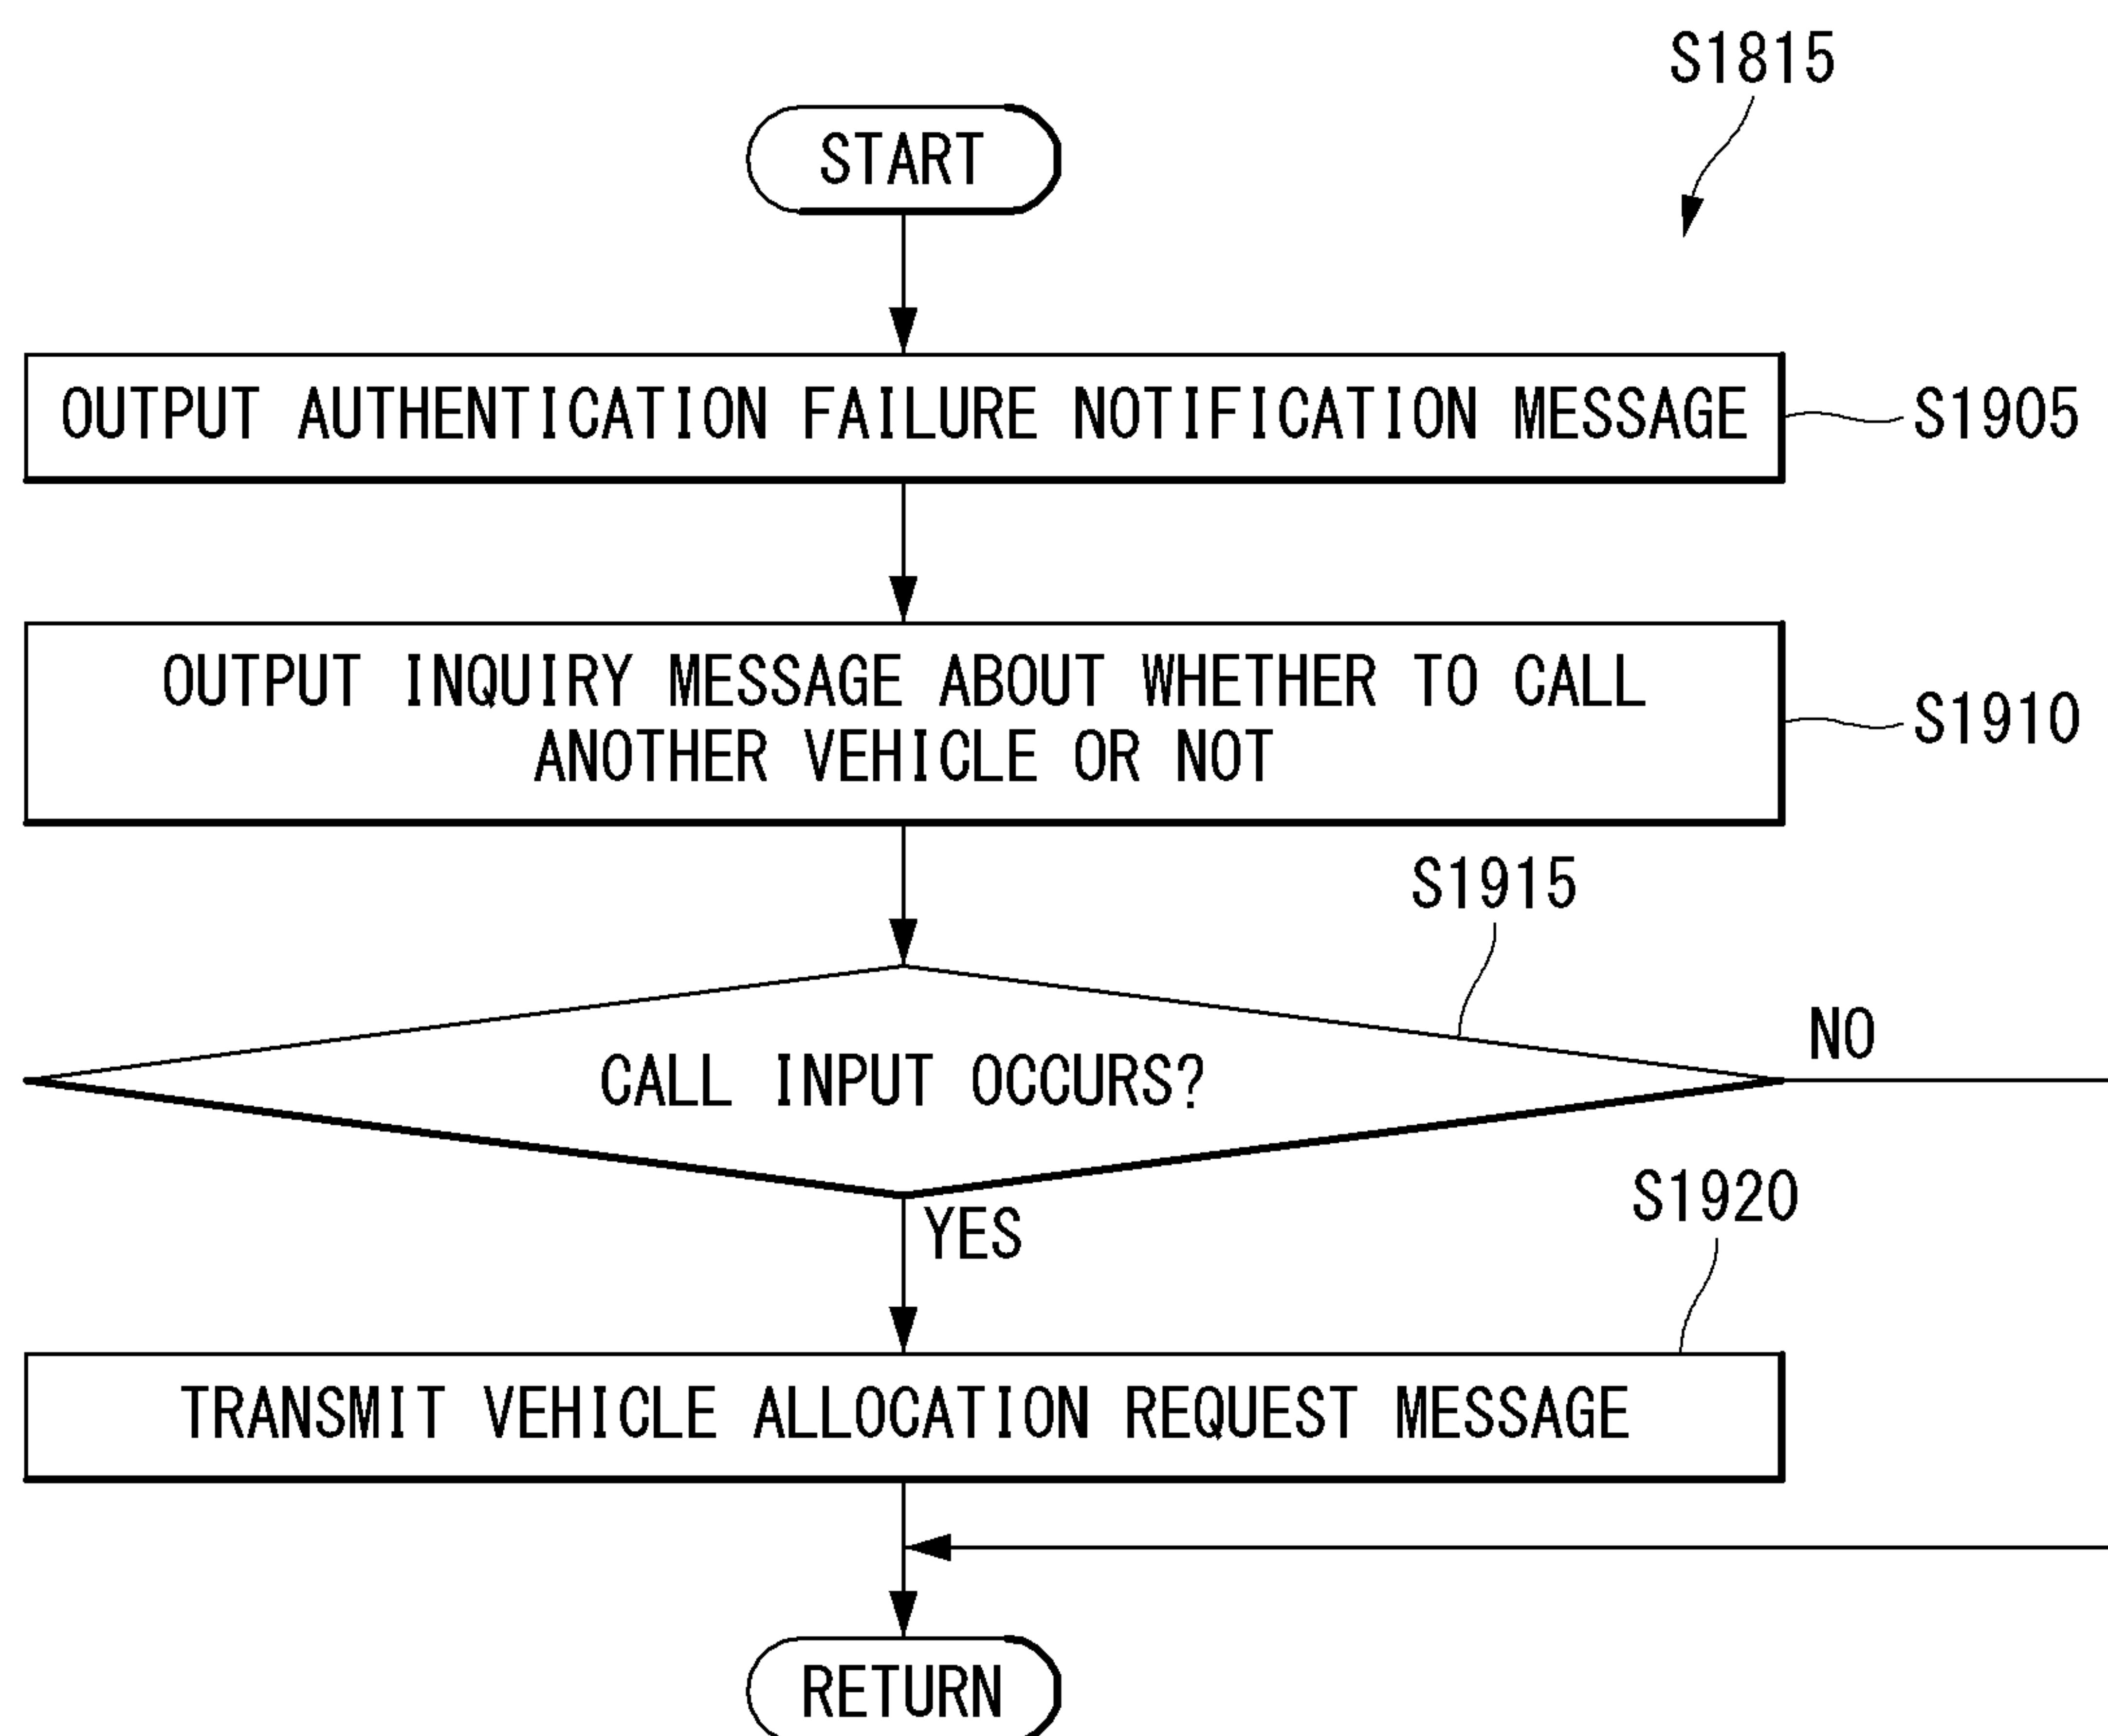 S1815
START
OUTPUT AUTHENTICATION FAILURE NOTIFICATION MESSAGE
S1905
OUTPUT INQUIRY MESSAGE ABOUT WHETHER TO CALL
ANOTHER VEHICLE OR NOT
S1910
S1915
CALL INPUT OCCURS?
NO
YES
S1920
TRANSMIT VEHICLE ALLOCATION REQUEST MESSAGE
RETURN